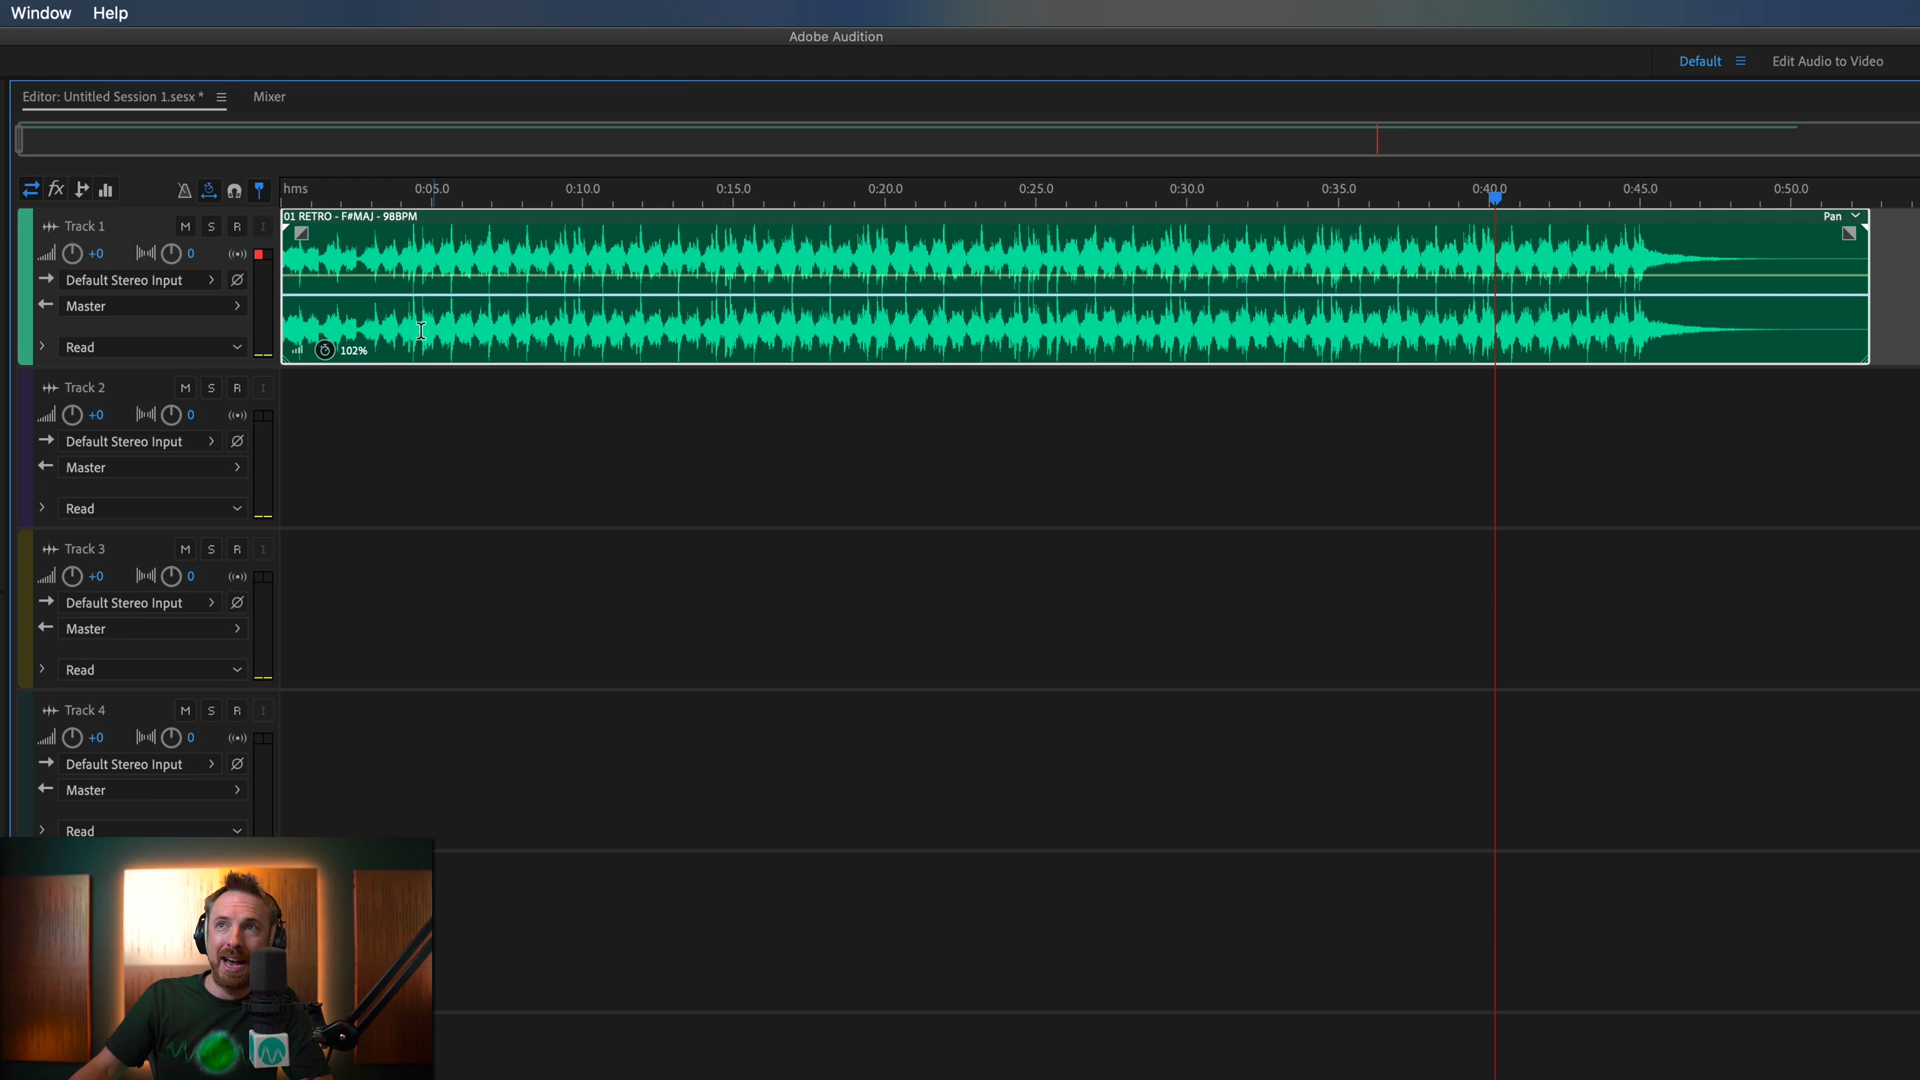 Window Help
Adobe Audition
Default Edit Audio to Video
Editor: Untitled Session 1.sesx * Mixer
fx hms 0:05.0 0:10.0 0:15.0 0:20.0 0:25.0 0:30.0 0:35.0 0:40.0 0:45.0 0:50.0
01 RETRO - F#MAJ - 98BPM Pan
Track 1 M S R I
+0 0
Default Stereo Input
Master
Read
102%
Track 2 M S R I
+0 0
Default Stereo Input
Master
Read
Track 3 M S R I
+0 0
Default Stereo Input
Master
Read
Track 4 M S R I
+0 0
Default Stereo Input
Master
Read